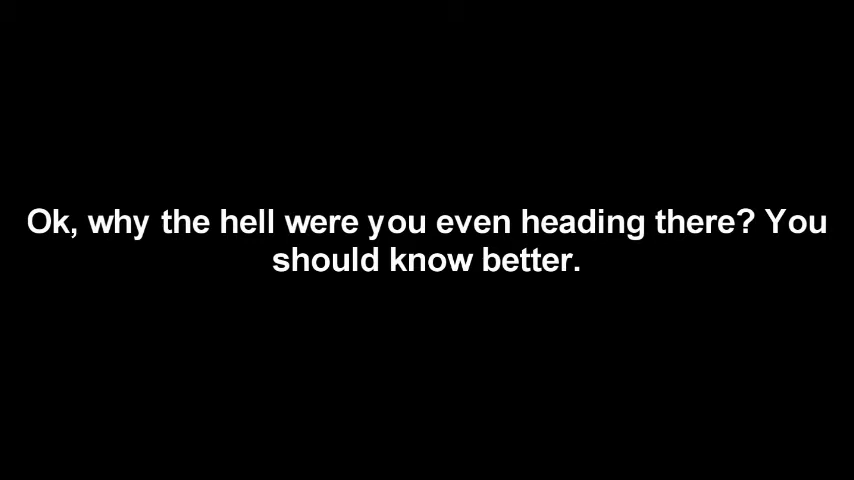 Ok, why the hell were you even heading there? You
should know better.